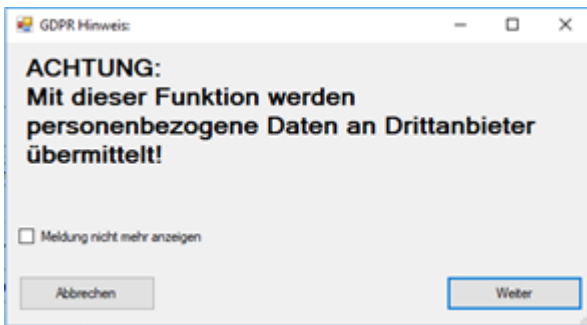 GDPR Hinweis:
ACHTUNG:
Mit dieser Funktion werden
personenbezogene Daten an Drittanbieter
übermittelt!
Meldung nicht mehr anzeigen
Abbrechen
Weiter